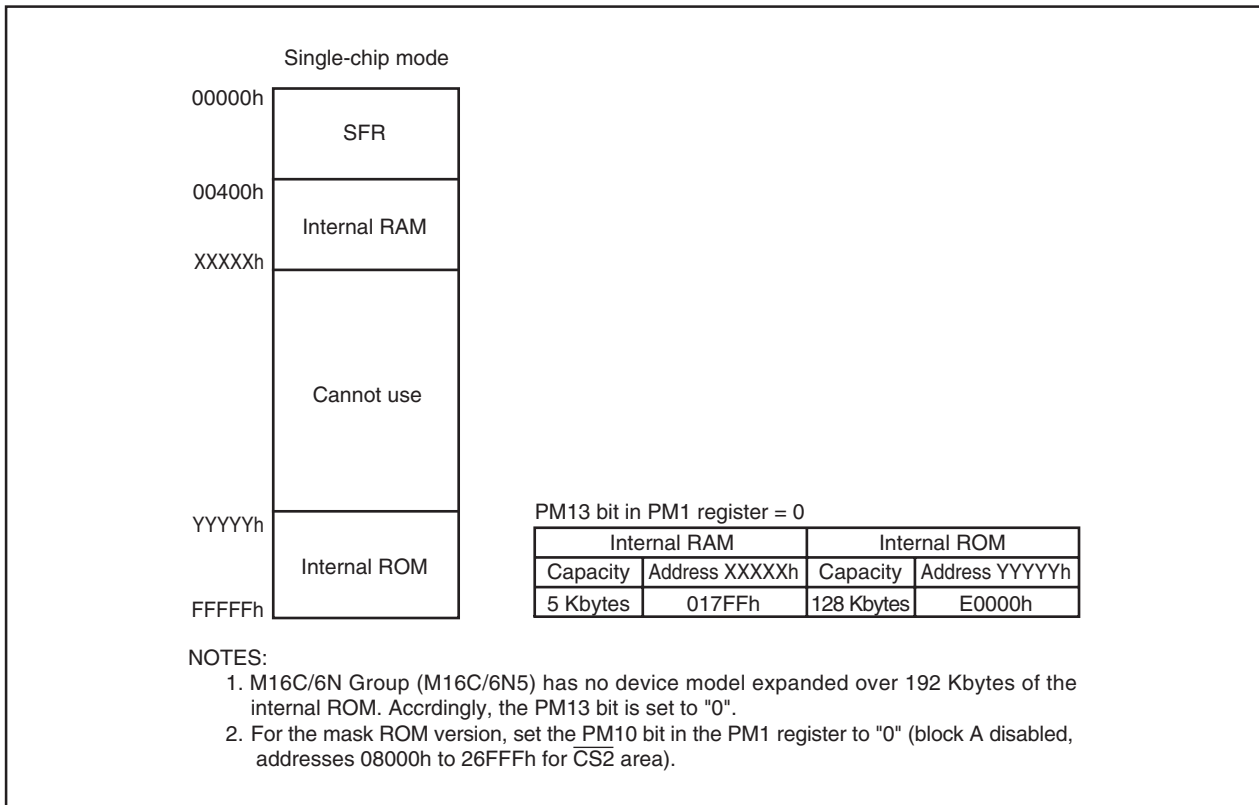 Single-chip mode
00000h
SFR
00400h
Internal RAM
XXXXXh
Cannot use
YYYYYh
Internal ROM
FFFFFh
PM13 bit in PM1 register = 0
Internal RAM Internal ROM
Capacity Address XXXXXh Capacity Address YYYYYh
5 Kbytes 017FFh 128 Kbytes E0000h
NOTES:
1. M16C/6N Group (M16C/6N5) has no device model expanded over 192 Kbytes of the
internal ROM. Accrdingly, the PM13 bit is set to "0".
2. For the mask ROM version, set the PM10 bit in the PM1 register to "0" (block A disabled,
addresses 08000h to 26FFFh for CS2 area).